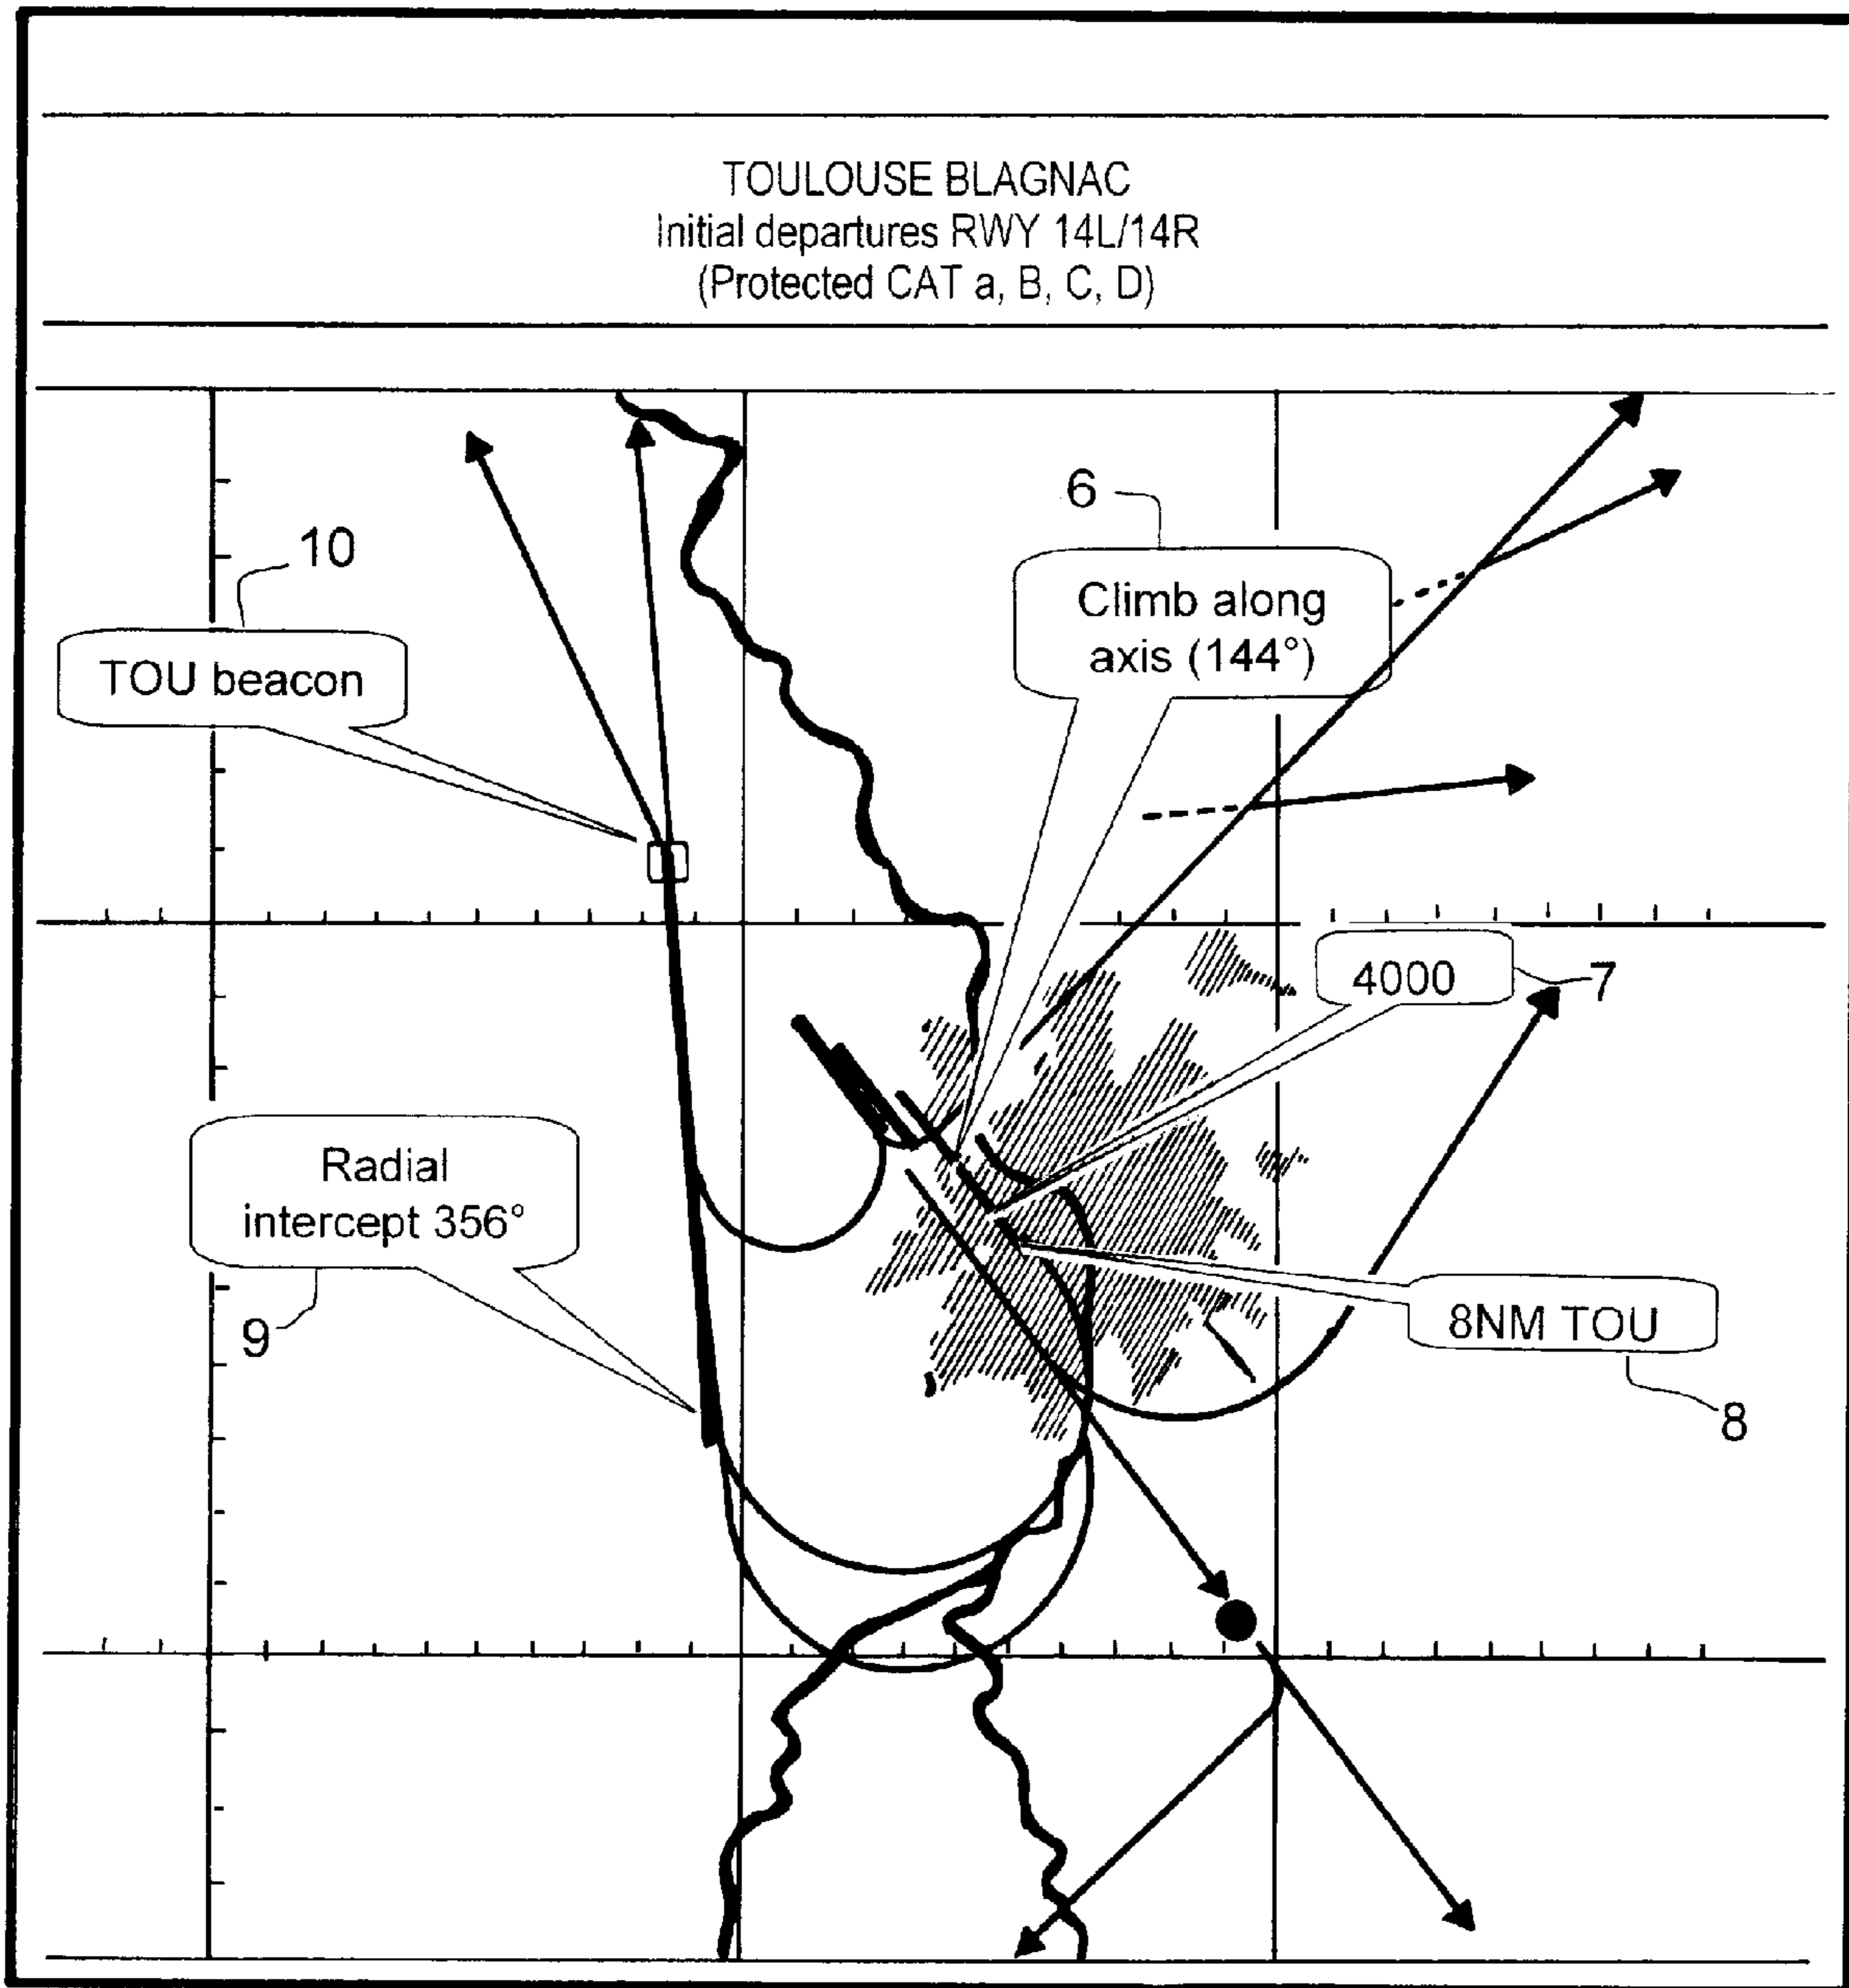 TOULOUSE BLAGNAC
Initial departures RWY 14L/14R
(Protected CAT a, B, C, D)
6
10
Climb along
axis (144°)
TOU beacon
4000
7
Radial
intercept 356°
9
8NM TOU
8